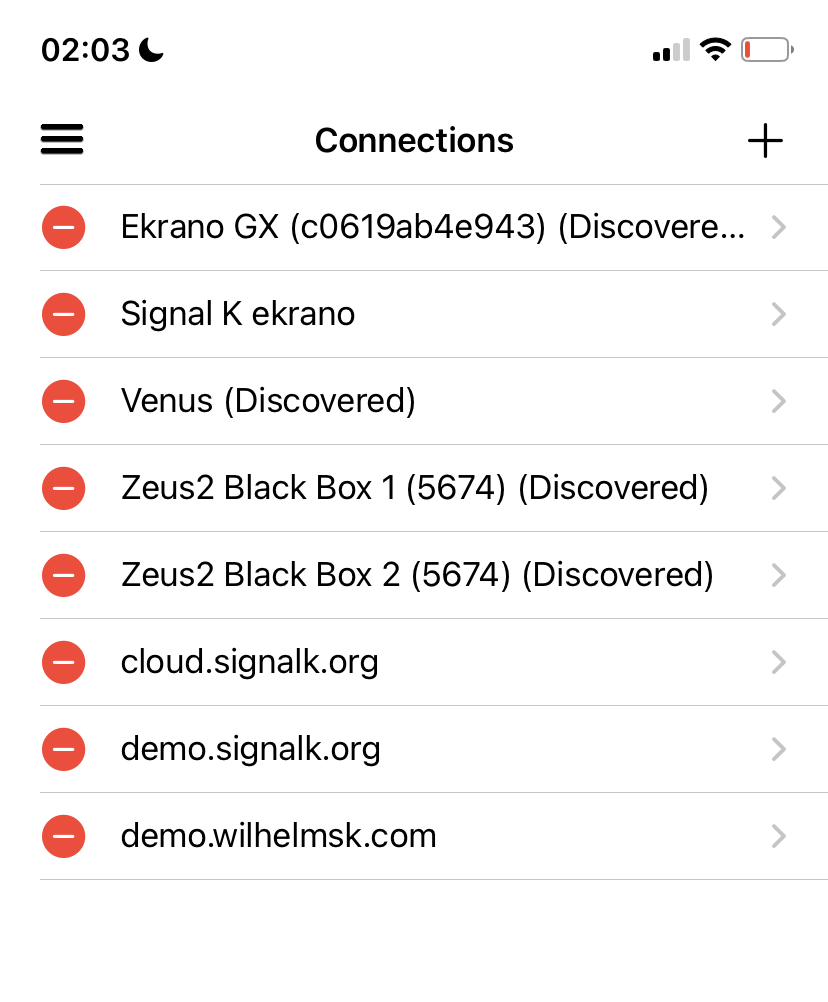 02:03
Connections
Ekrano GX (c0619ab4e943) (Discovere...
Signal K ekrano
Venus (Discovered)
Zeus2 Black Box 1 (5674) (Discovered)
Zeus2 Black Box 2 (5674) (Discovered)
cloud.signalk.org
demo.signalk.org
demo.wilhelmsk.com